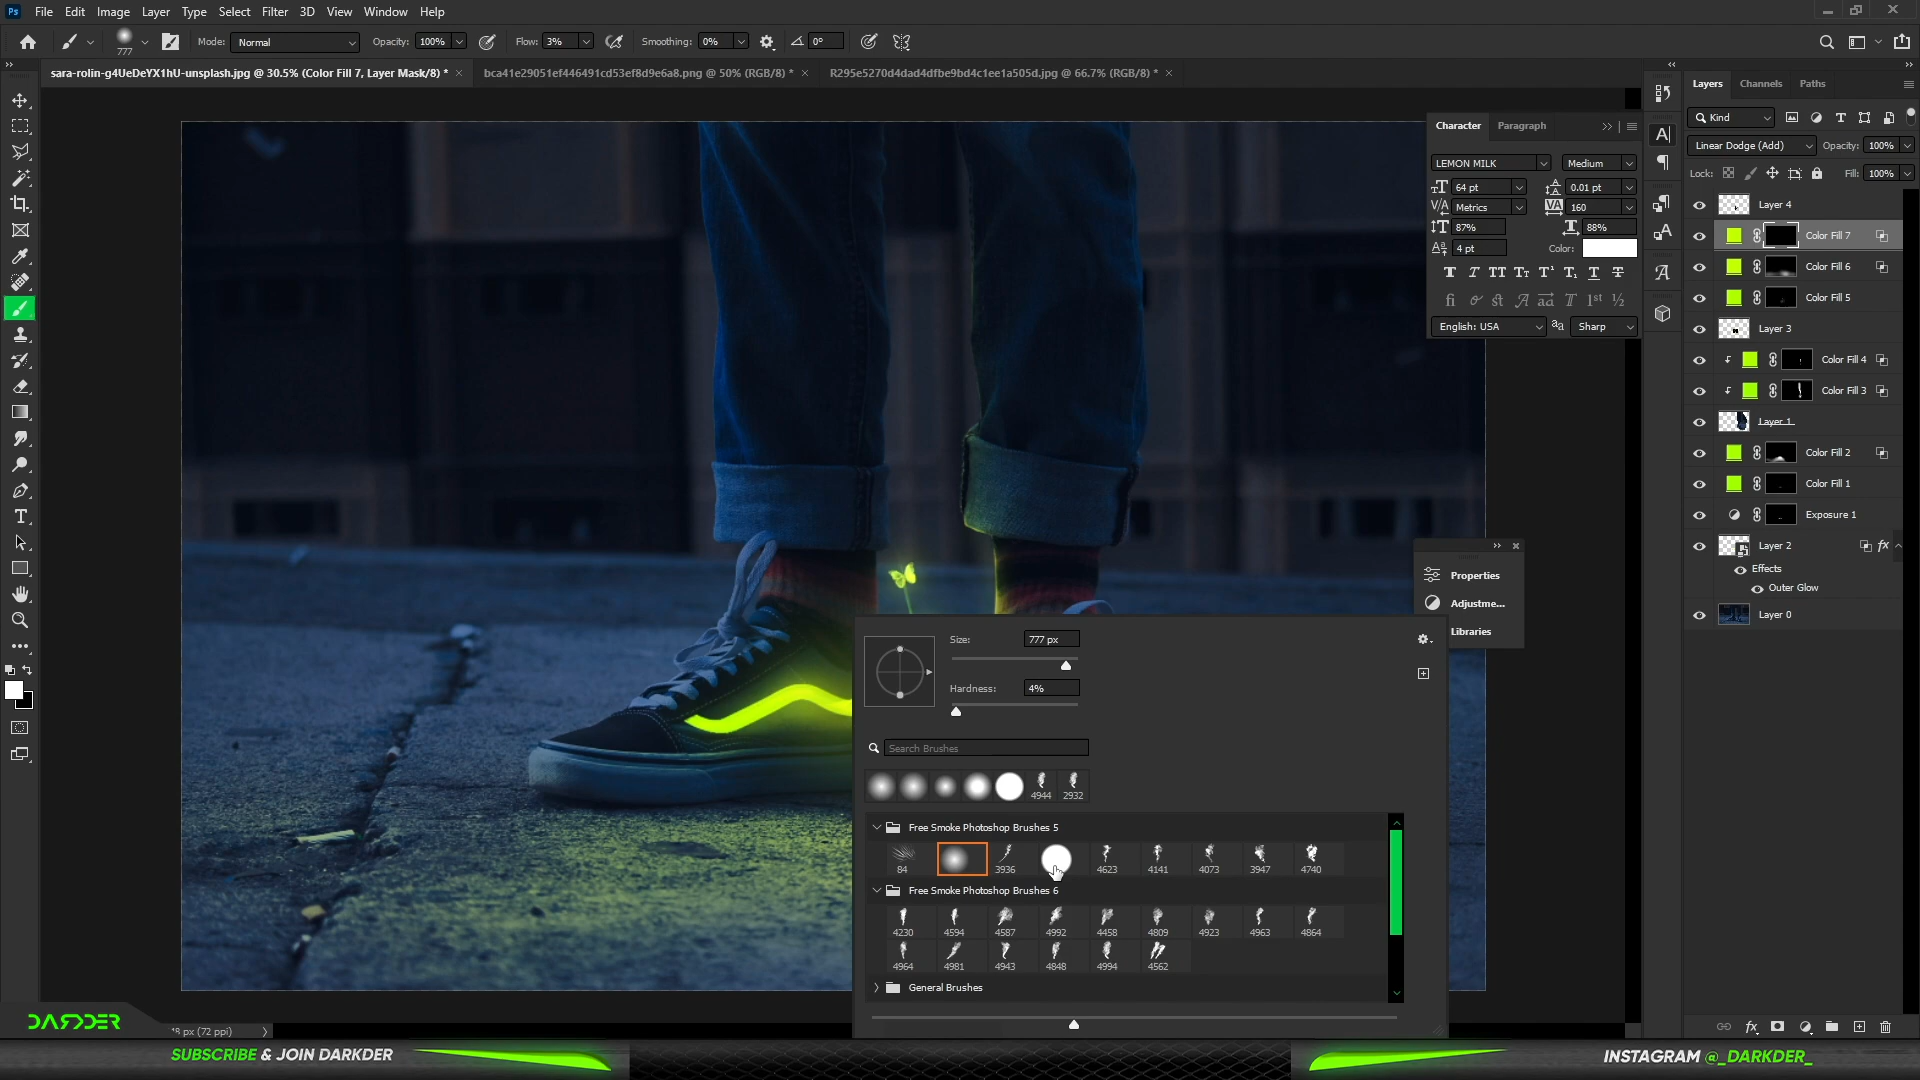 Ps File Edit Image Layer Type Select Filter 3D View Window Help
777 Mode: Normal Opacity: 100% Flow: 3% Smoothing: 0% 0°
sara-rolin-g4UeDeYX1hU-unsplash.jpg @ 30.5% (Color Fill 7, Layer Mask/8) *
bca41e29051ef446491cd53ef8d9e6a8.png @ 50% (RGB/8) *
R295e5270d4dad4dfbe9bd4c1ee1a505d.jpg @ 66.7% (RGB/8) *
Character Paragraph
LEMON MILK Medium
64 pt 0.01 pt
Metrics 160
87% 88%
4 pt Color:
English: USA Sharp
Properties
Adjustme...
Libraries
Layers Channels Paths
Kind
Linear Dodge (Add) Opacity: 100%
Lock: Fill: 100%
Layer 4
Color Fill 7
Color Fill 6
Color Fill 5
Layer 3
Color Fill 4
Color Fill 3
Layer 1
Color Fill 2
Color Fill 1
Exposure 1
Layer 2 fx
Effects
Outer Glow
Layer 0
Size: 777 px
Hardness: 4%
Search Brushes
4944 2932
Free Smoke Photoshop Brushes 5
84 3936 4623 4141 4073 3947 4740
Free Smoke Photoshop Brushes 6
4230 4594 4587 4992 4458 4809 4923 4963 4864
4964 4981 4943 4848 4994 4562
General Brushes
DARKDER
(72 ppi)
SUBSCRIBE & JOIN DARKDER
INSTAGRAM @_DARKDER_